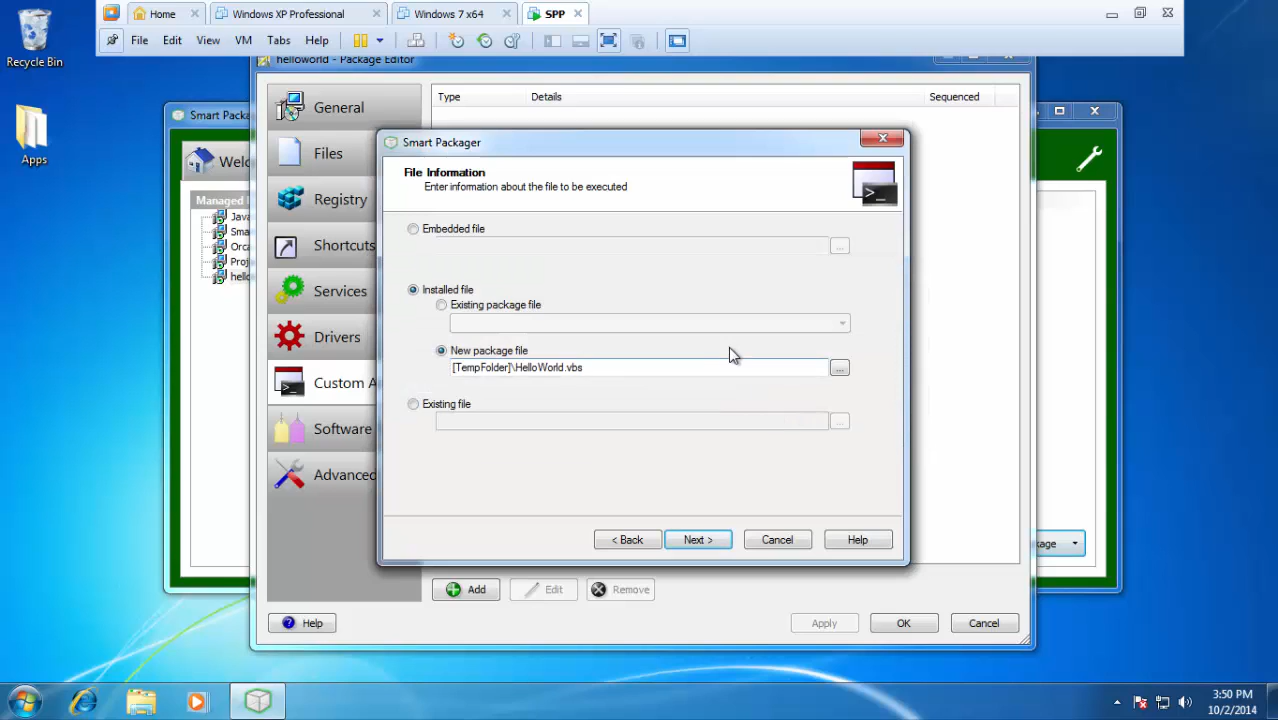 Home
Windows XP Professional
Windows 7 x64
SPP
File Edit View VM Tabs Help
Recycle Bin
Apps
helloworld - Package Editor
General
Files
Registry
Shortcuts
Services
Drivers
Custom A
Software
Advanced
Type Details Sequenced
Smart Packa
Welc
Managed
Java
Sma
Orca
Proj
hello
Smart Packager
File Information
Enter information about the file to be executed
Embedded file
...
Installed file
Existing package file
New package file
[TempFolder]\HelloWorld.vbs
...
Existing file
...
< Back Next > Cancel Help
kage
Add Edit Remove
Help Apply OK Cancel
3:50 PM
10/2/2014